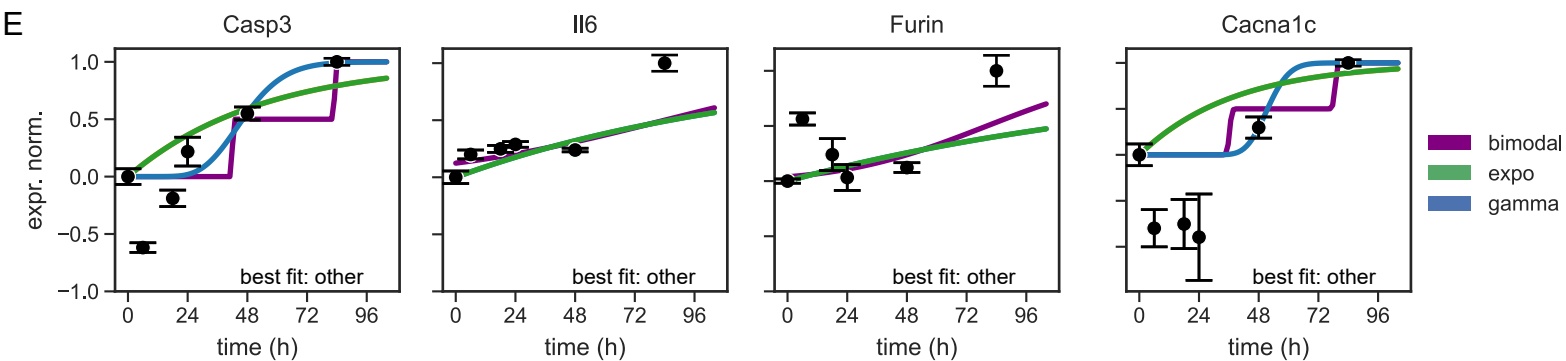 E
Casp3
Il6
Furin
Cacna1c
expr. norm.
1.0
0.5
0.0
−0.5
−1.0
best fit: other
best fit: other
best fit: other
best fit: other
0 24 48 72 96
0 24 48 72 96
0 24 48 72 96
0 24 48 72 96
time (h)
time (h)
time (h)
time (h)
bimodal
expo
gamma